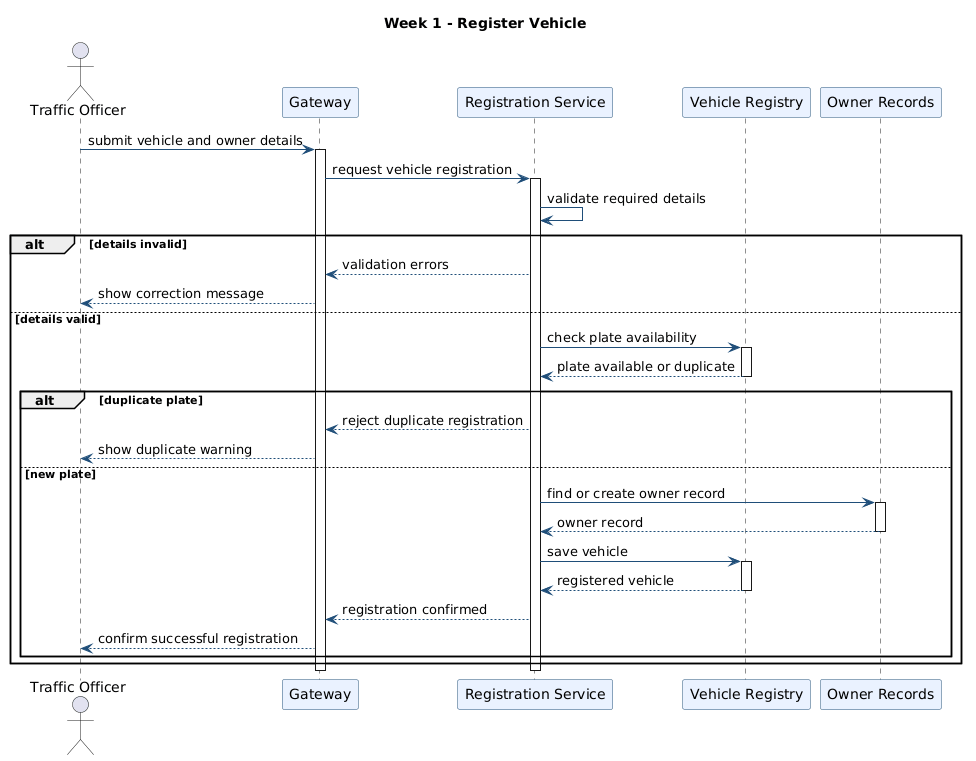 Week 1 - Register Vehicle
Traffic Officer
Gateway
Registration Service
Vehicle Registry
Owner Records
submit vehicle and owner details
request vehicle registration
validate required details
alt [details invalid]
validation errors
show correction message
[details valid]
check plate availability
plate available or duplicate
alt [duplicate plate]
reject duplicate registration
show duplicate warning
[new plate]
find or create owner record
owner record
save vehicle
registered vehicle
registration confirmed
confirm successful registration
Traffic Officer
Gateway
Registration Service
Vehicle Registry
Owner Records